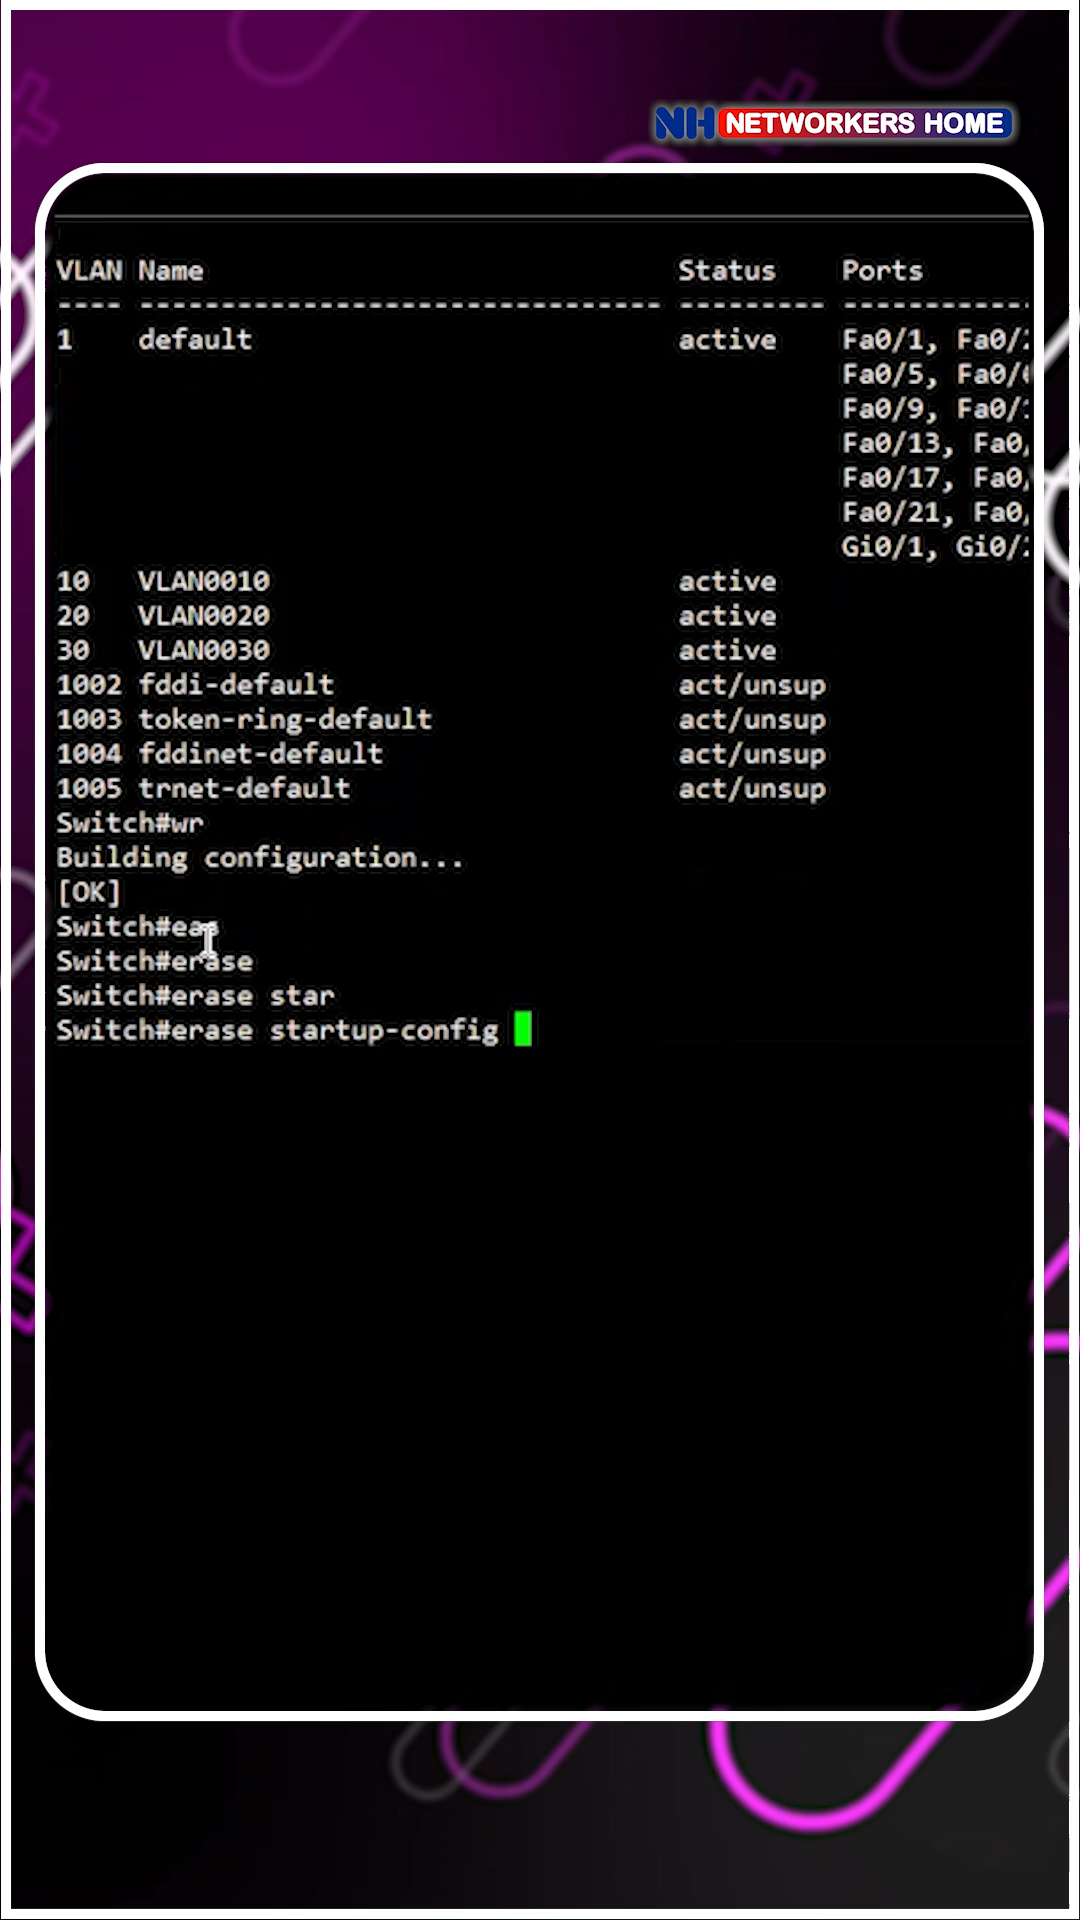 NH NETWORKERS HOME
VLAN Name Status Ports
---- -------------------------------- --------- ------------
1 default active Fa0/1, Fa0/
Fa0/5, Fa0/
Fa0/9, Fa0/
Fa0/13, Fa0/
Fa0/17, Fa0/
Fa0/21, Fa0/
Gi0/1, Gi0/
10 VLAN0010 active
20 VLAN0020 active
30 VLAN0030 active
1002 fddi-default act/unsup
1003 token-ring-default act/unsup
1004 fddinet-default act/unsup
1005 trnet-default act/unsup
Switch#wr
Building configuration...
[OK]
Switch#eas
Switch#erase
Switch#erase star
Switch#erase startup-config